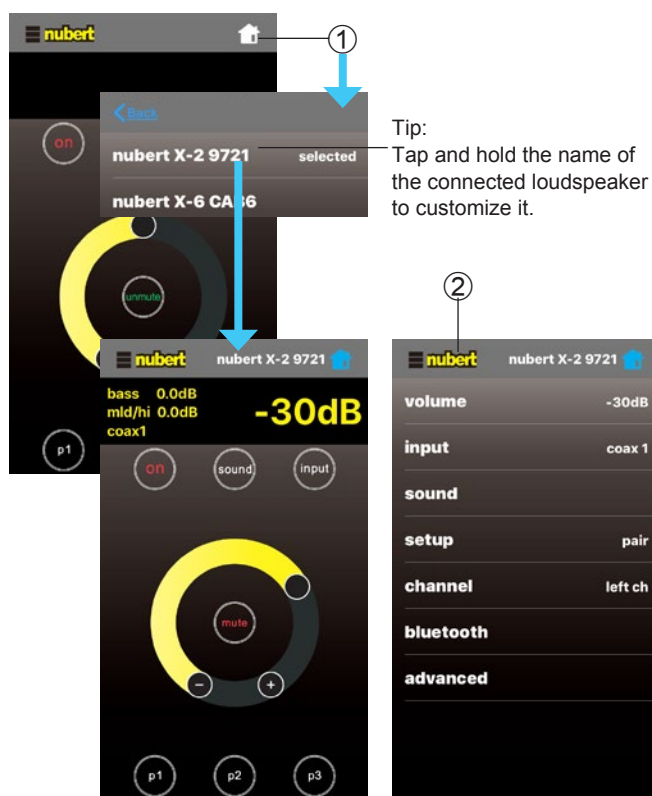 nubert
1
Back
on
nubert X-2 9721 selected
nubert X-6 CA 6
Tip:
Tap and hold the name of
the connected loudspeaker
to customize it.
unmute
p1
nubert nubert X-2 9721
bass 0.0dB
mld/hi 0.0dB
coax1
-30dB
on sound input
mute
− +
p1 p2 p3
2
nubert nubert X-2 9721
volume -30dB
input coax 1
sound
setup pair
channel left ch
bluetooth
advanced